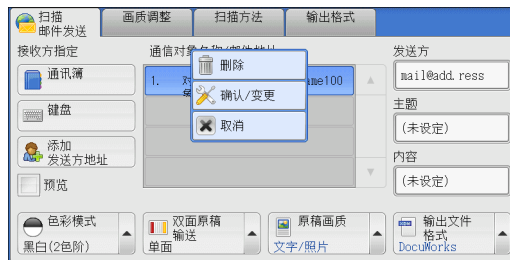 扫描
邮件发送
画质调整
扫描方法
输出格式
接收方指定
通信对象名称/邮件地址
发送方
通讯簿
1.
ame100
删除
mail@add.ress
键盘
确认/变更
主题
(未设定)
取消
添加
发送方地址
内容
预览
(未设定)
色彩模式
黑白(2色阶)
双面原稿
输送
单面
原稿画质
文字/照片
输出文件
格式
DocuWorks